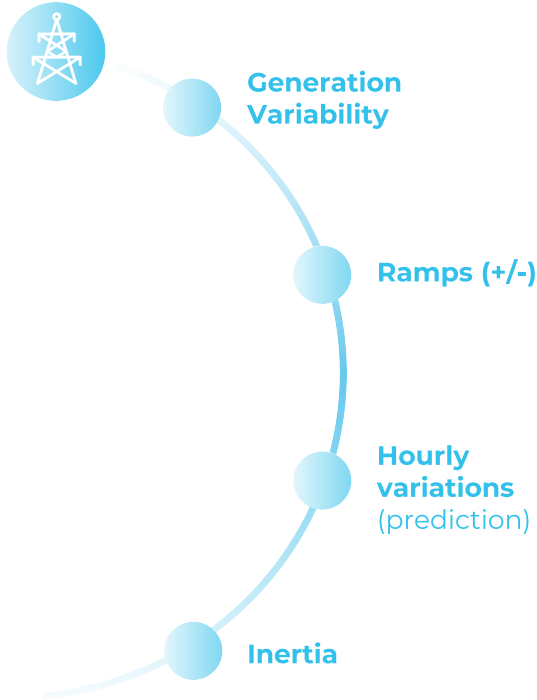 Generation
Variability
Ramps (+/-)
Hourly
variations
(prediction)
Inertia